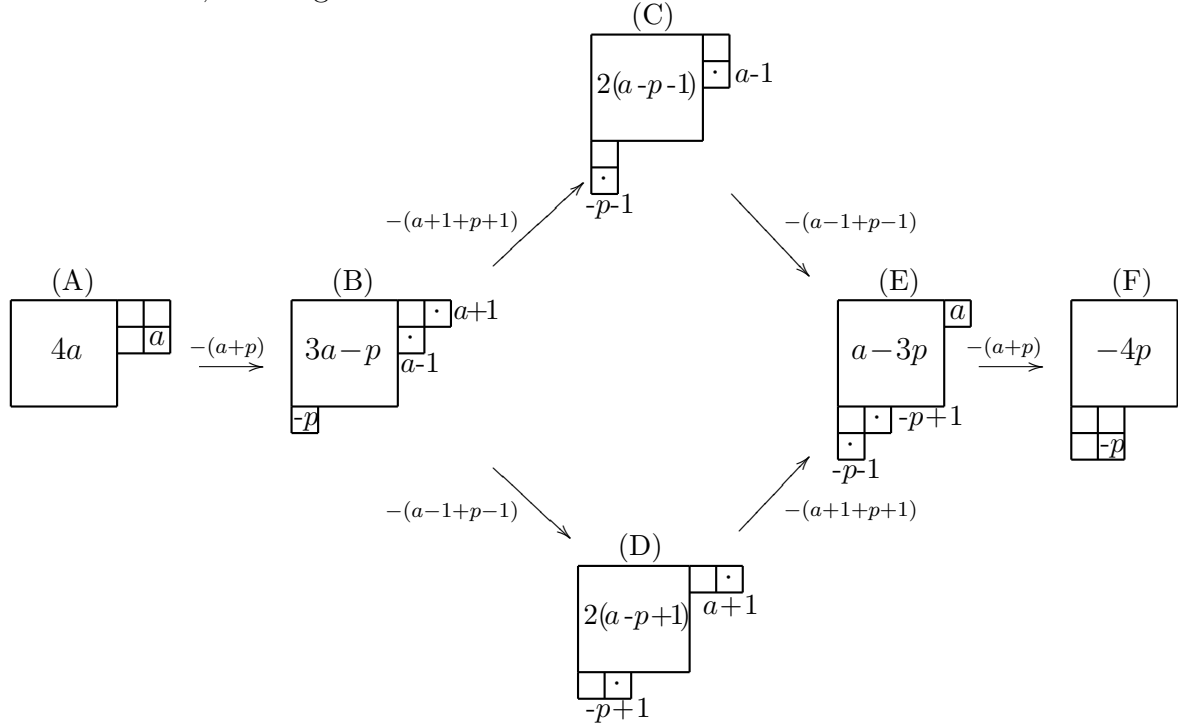 (C)
2(a-p-1)
a-1
-p-1
-(a+1+p+1)
-(a-1+p-1)
(A)
4a
a
-(a+p)
(B)
3a-p
a+1
a-1
-p
(E)
a
a-3p
-p+1
-p-1
-(a+p)
(F)
-4p
-p
-(a-1+p-1)
-(a+1+p+1)
(D)
2(a-p+1)
a+1
-p+1